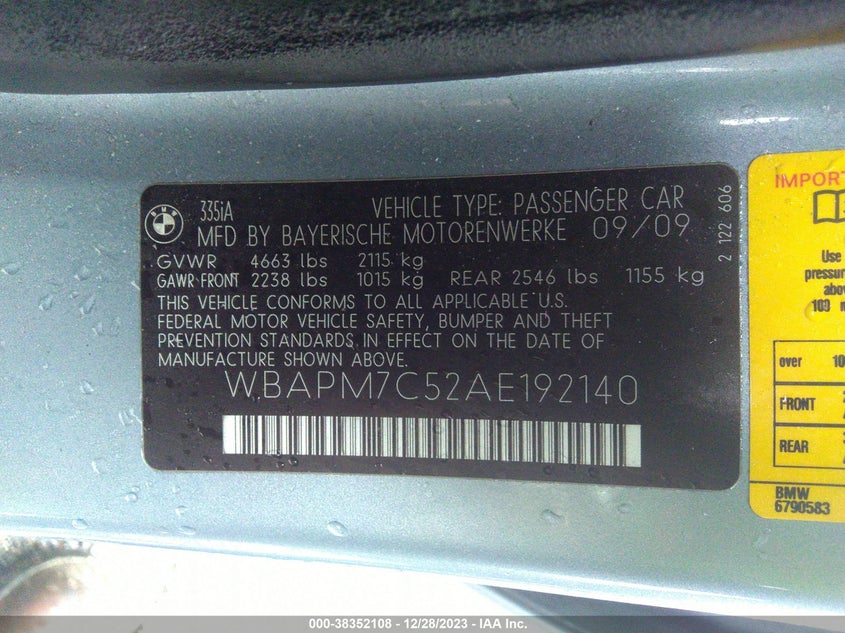 BMW
335iA
VEHICLE TYPE: PASSENGER CAR
MFD BY BAYERISCHE MOTORENWERKE 09/09
GVWR 4663 lbs 2115 kg
GAWR FRONT 2238 lbs 1015 kg REAR 2546 lbs 1155 kg
THIS VEHICLE CONFORMS TO ALL APPLICABLE U.S.
FEDERAL MOTOR VEHICLE SAFETY, BUMPER AND THEFT
PREVENTION STANDARDS IN EFFECT ON THE DATE OF
MANUFACTURE SHOWN ABOVE.
WBAPM7C52AE192140
2 122 606
Use
over
FRONT
REAR
BMW
6790583
000-38352108 - 12/28/2023 - IAA Inc.